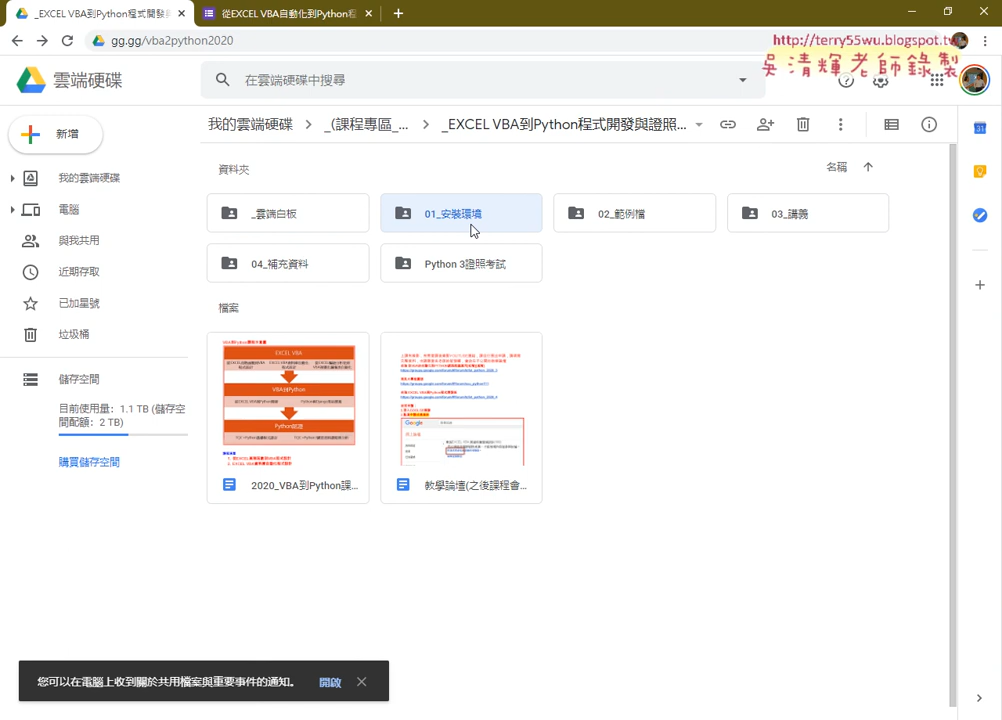 _EXCEL VBA到Python程式開發與
從EXCEL VBA自動化到Python程
gg.gg/vba2python2020
http://terry55wu.blogspot.tw
吳清輝老師錄製
雲端硬碟
在雲端硬碟中搜尋
新增
我的雲端硬碟
_(課程專區_...
_EXCEL VBA到Python程式開發與證照...
資料夾
名稱
我的雲端硬碟
電腦
與我共用
近期存取
已加星號
垃圾桶
儲存空間
目前使用量：1.1 TB (儲存空
間配額：2 TB)
購買儲存空間
_雲端白板
01_安裝環境
02_範例檔
03_講義
04_補充資料
Python 3證照考試
檔案
EXCEL VBA
VBA到Python
Python認證
Google
2020_VBA到Python課...
教學論壇(之後課程會...
31
您可以在電腦上收到關於共用檔案與重要事件的通知。
開啟